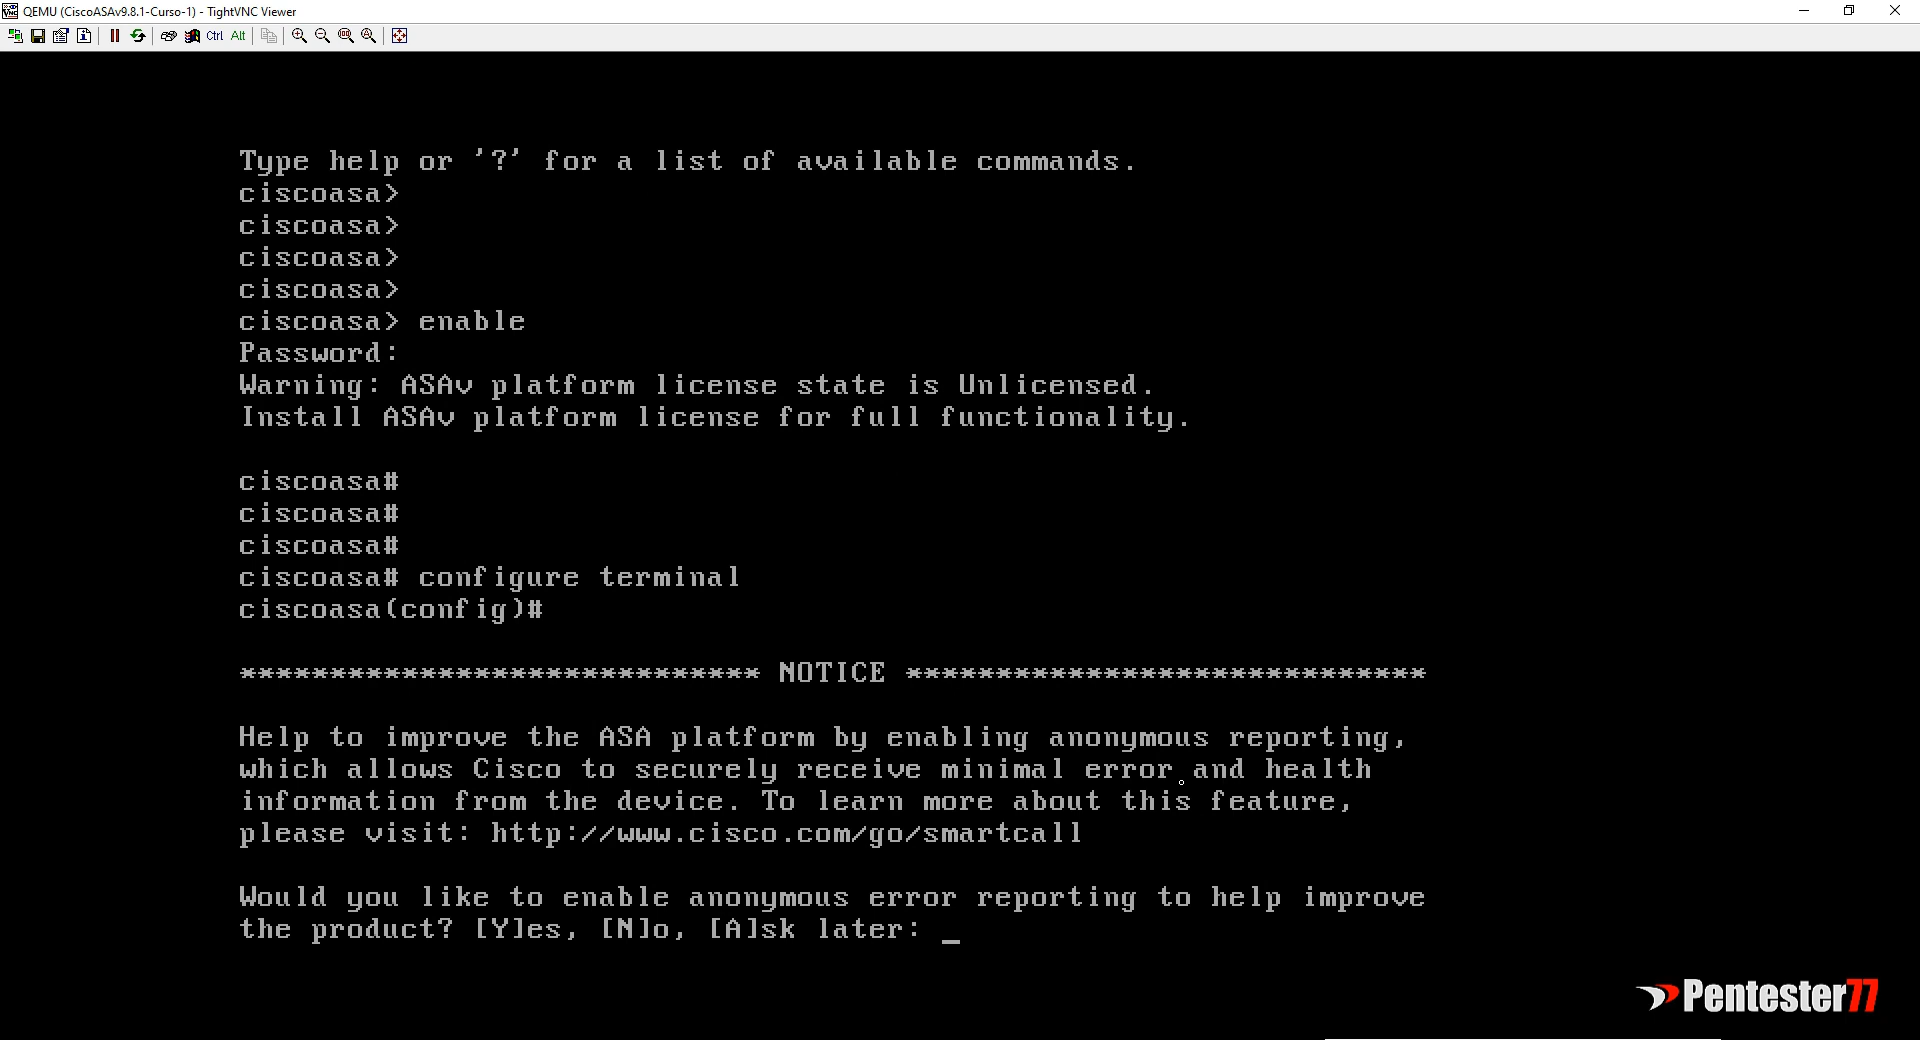 QEMU (CiscoASAv9.8.1-Curso-1) - TightVNC Viewer
Ctrl Alt
Type help or '?' for a list of available commands.
ciscoasa>
ciscoasa>
ciscoasa>
ciscoasa>
ciscoasa> enable
Password:
Warning: ASAv platform license state is Unlicensed.
Install ASAv platform license for full functionality.
ciscoasa#
ciscoasa#
ciscoasa#
ciscoasa# configure terminal
ciscoasa(config)#
***************************** NOTICE *****************************
Help to improve the ASA platform by enabling anonymous reporting,
which allows Cisco to securely receive minimal error and health
information from the device. To learn more about this feature,
please visit: http://www.cisco.com/go/smartcall
Would you like to enable anonymous error reporting to help improve
the product? [Y]es, [N]o, [A]sk later: _
Pentester77